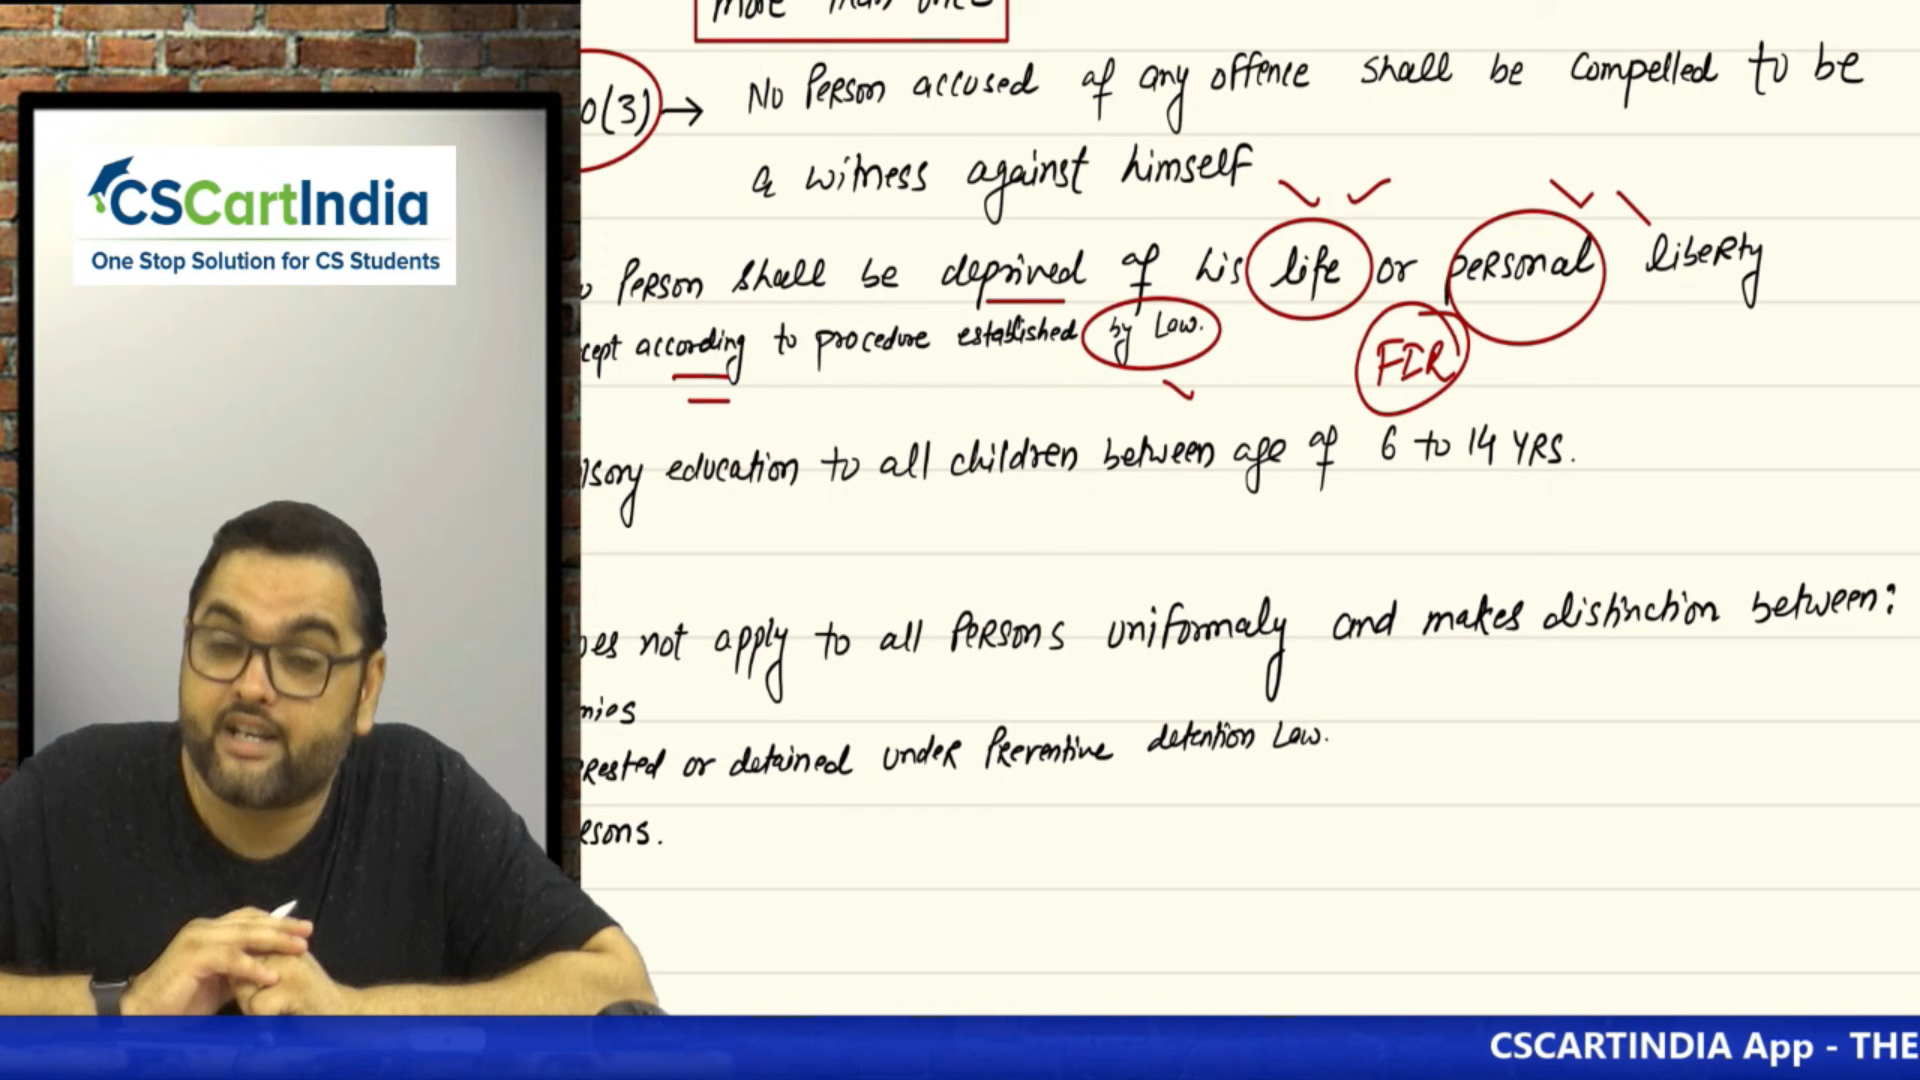 more than once
CSCartIndia
One Stop Solution for CS Students
0(3) → No Person accused of any offence shall be compelled to be
a witness against himself
Person shall be deprived of his life or personal liberty
cept according to procedure established by Law.
FIR
sory education to all children between age of 6 to 14 YRS.
es not apply to all Persons uniformaly and makes distinction between:
mies
rested or detained under Preventive detention Law.
rsons.
CSCARTINDIA App - THE